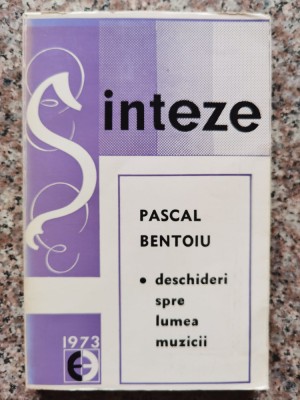 Sinteze
PASCAL
BENTOIU
• deschideri
spre
lumea
muzicii
1973